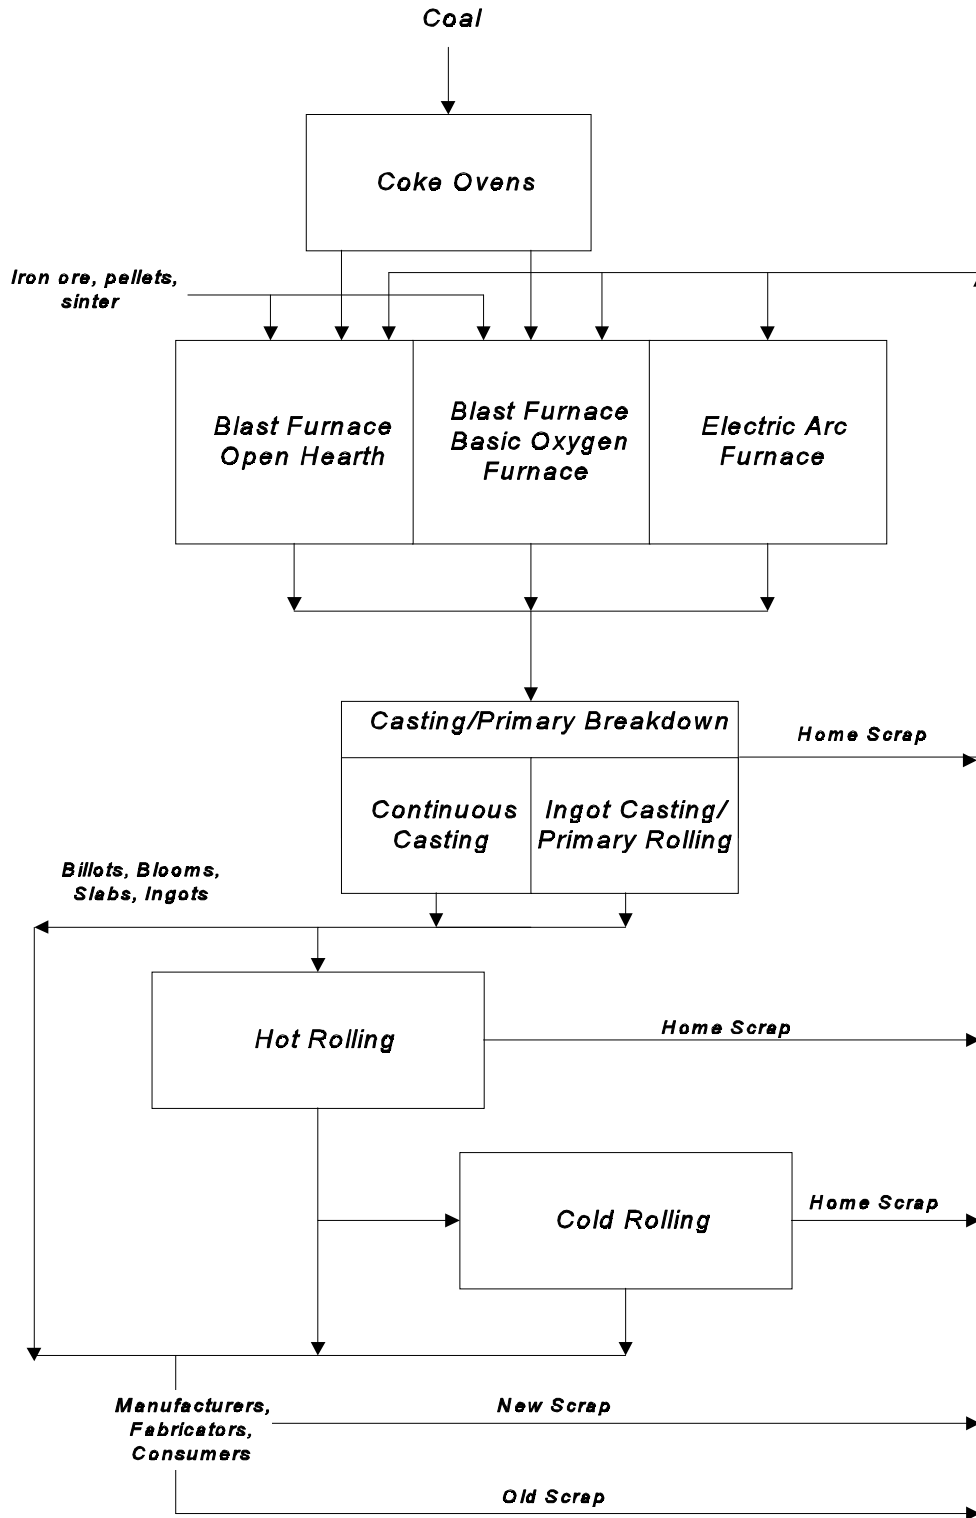 Coal
Coke Ovens
Iron ore, pellets,
sinter
Blast Furnace
Open Hearth
Blast Furnace
Basic Oxygen
Furnace
Electric Arc
Furnace
Casting/Primary Breakdown
Home Scrap
Continuous
Casting
Ingot Casting/
Primary Rolling
Billots, Blooms,
Slabs, Ingots
Hot Rolling
Home Scrap
Cold Rolling
Home Scrap
Manufacturers,
Fabricators,
Consumers
New Scrap
Old Scrap